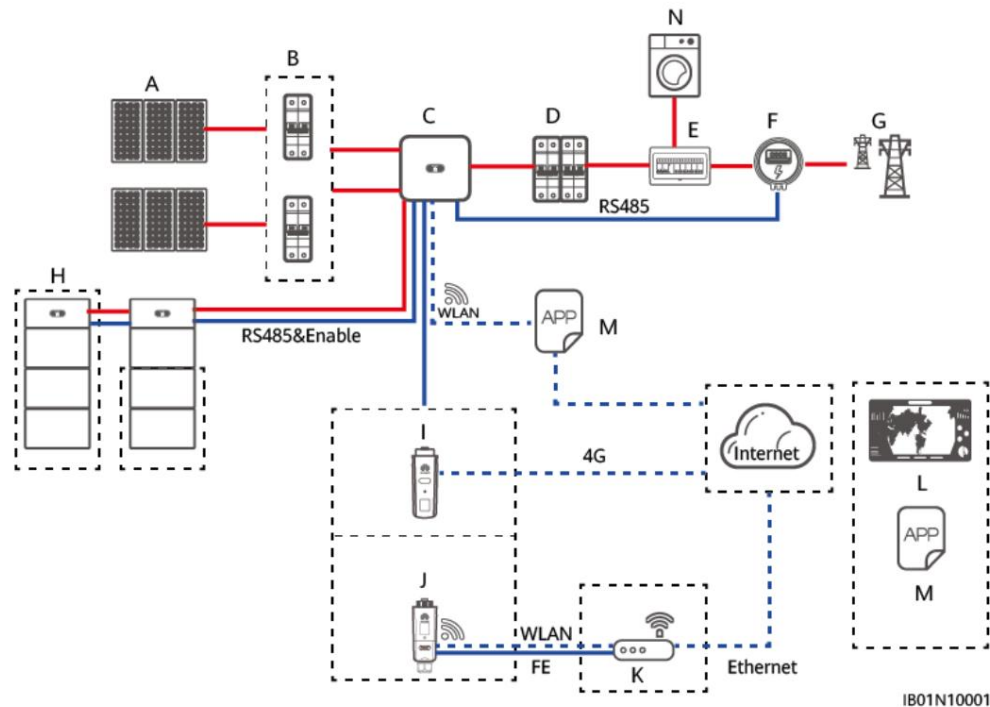 N
B
A
C
D
E
F
G
RS485
H
WLAN
APP
M
RS485&Enable
I
4G
Internet
L
APP
M
J
WLAN
FE
K
Ethernet
IB01N10001